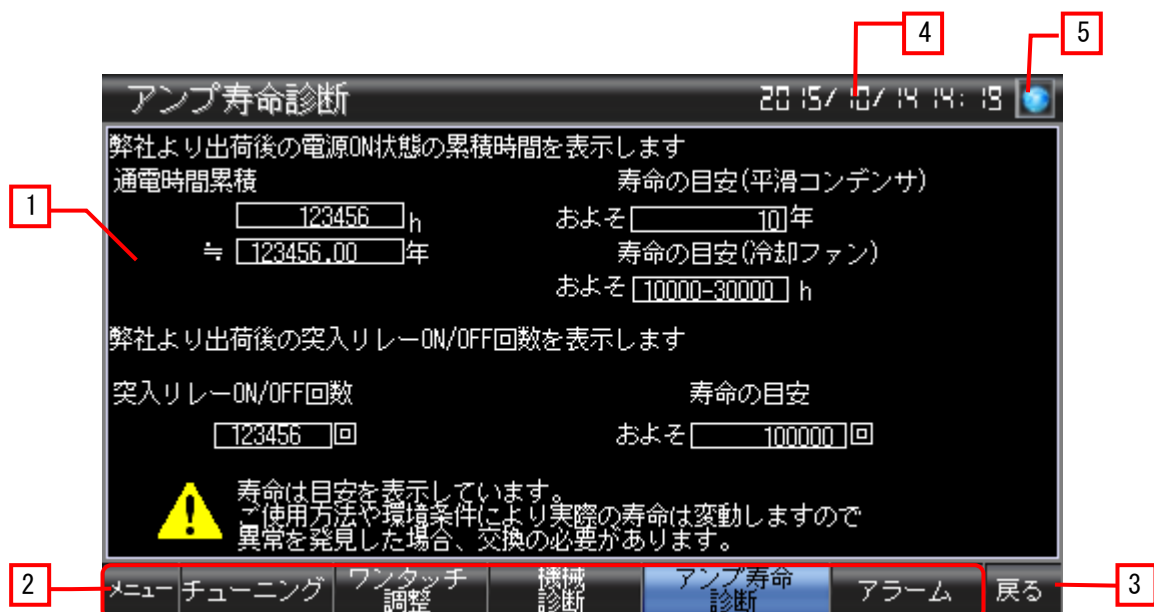 4
5
アンプ寿命診断
2015/10/14 14:19
弊社より出荷後の電源ON状態の累積時間を表示します
通電時間累積
寿命の目安(平滑コンデンサ)
1
123456 h
およそ 10 年
≒ 123456.00 年
寿命の目安(冷却ファン)
およそ 10000-30000 h
弊社より出荷後の突入リレーON/OFF回数を表示します
突入リレーON/OFF回数
寿命の目安
123456 回
およそ 100000 回
寿命は目安を表示しています。
ご使用方法や環境条件により実際の寿命は変動しますので
異常を発見した場合、交換の必要があります。
2
メニュー
チューニング
ワンタッチ
調整
機械
診断
アンプ寿命
診断
アラーム
戻る
3